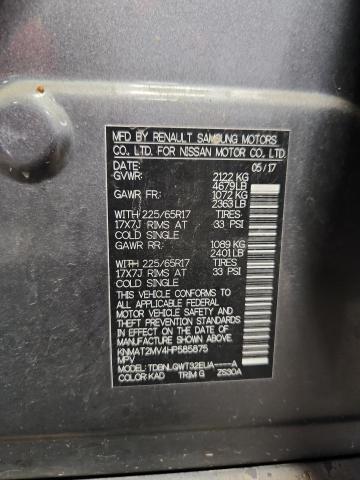 MFD BY RENAULT SAMSUNG MOTORS
CO., LTD. FOR NISSAN MOTOR CO., LTD.
DATE: 05/17
GVWR: 2122 KG
4679 LB
GAWR FR: 1072 KG
2363 LB
WITH 225/65R17 TIRES
17X7J RIMS AT 33 PSI
COLD SINGLE
GAWR RR: 1089 KG
2401 LB
WITH 225/65R17 TIRES
17X7J RIMS AT 33 PSI
COLD SINGLE
THIS VEHICLE CONFORMS TO
ALL APPLICABLE FEDERAL
MOTOR VEHICLE SAFETY AND
THEFT PREVENTION STANDARDS
IN EFFECT ON THE DATE OF
MANUFACTURE SHOWN ABOVE.
KNMAT2MV4HP585875
MPV
MODEL: TDBNLGWT32EUA----A
COLOR: KAD TRIM G ZS30A